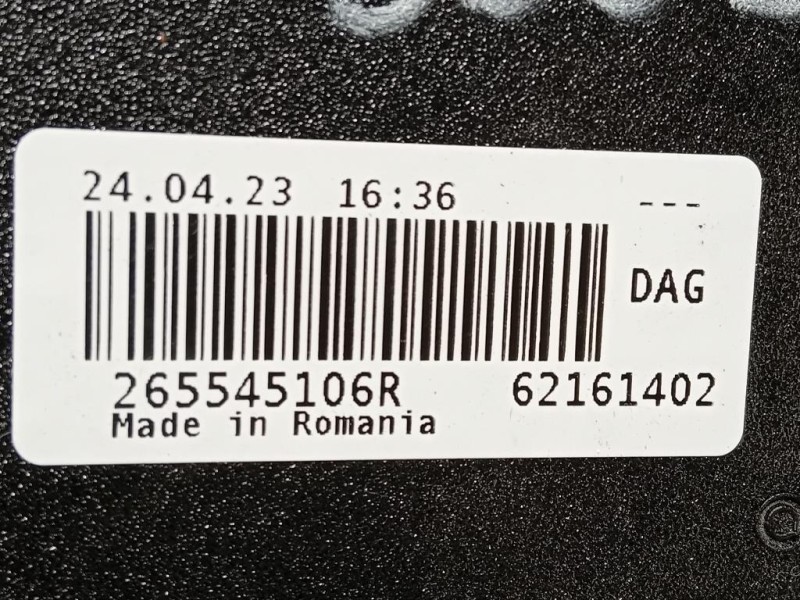 24.04.23 16:36 ---
DAG
265545106R 62161402
Made in Romania